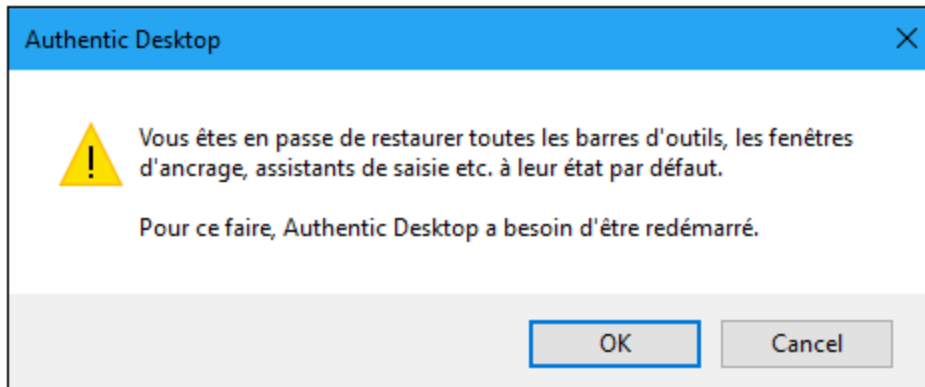 Authentic Desktop
Vous êtes en passe de restaurer toutes les barres d'outils, les fenêtres
d'ancrage, assistants de saisie etc. à leur état par défaut.
Pour ce faire, Authentic Desktop a besoin d'être redémarré.
OK
Cancel